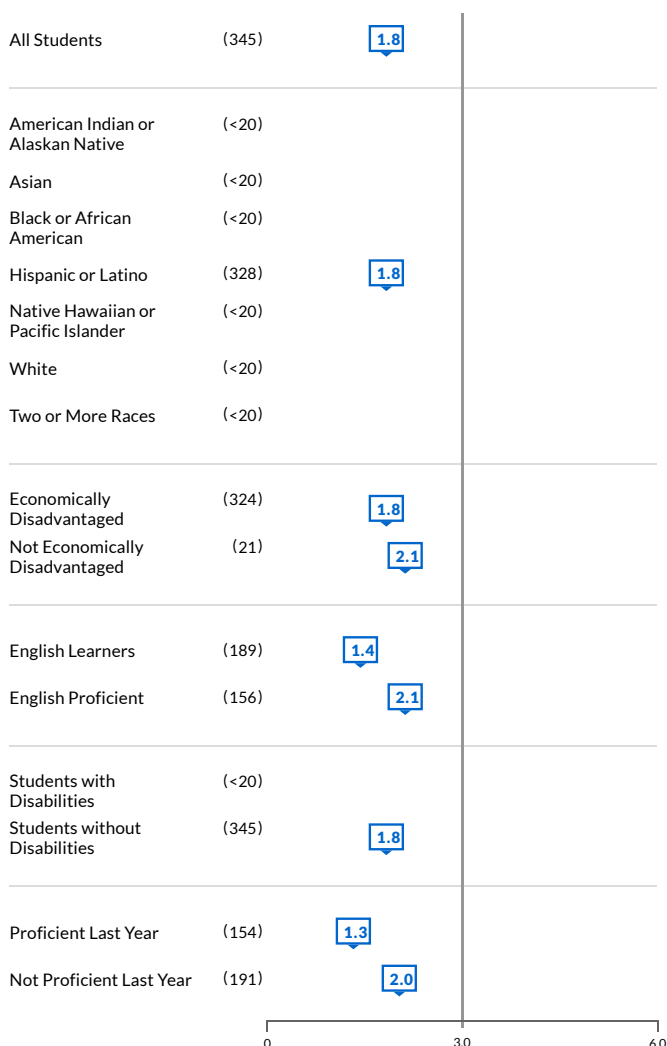 All Students (345) 1.8
American Indian or (<20)
Alaskan Native
Asian (<20)
Black or African (<20)
American
Hispanic or Latino (328) 1.8
Native Hawaiian or (<20)
Pacific Islander
White (<20)
Two or More Races (<20)
Economically (324) 1.8
Disadvantaged
Not Economically (21) 2.1
Disadvantaged
English Learners (189) 1.4
English Proficient (156) 2.1
Students with (<20)
Disabilities
Students without (345) 1.8
Disabilities
Proficient Last Year (154) 1.3
Not Proficient Last Year (191) 2.0
0 3.0 6.0